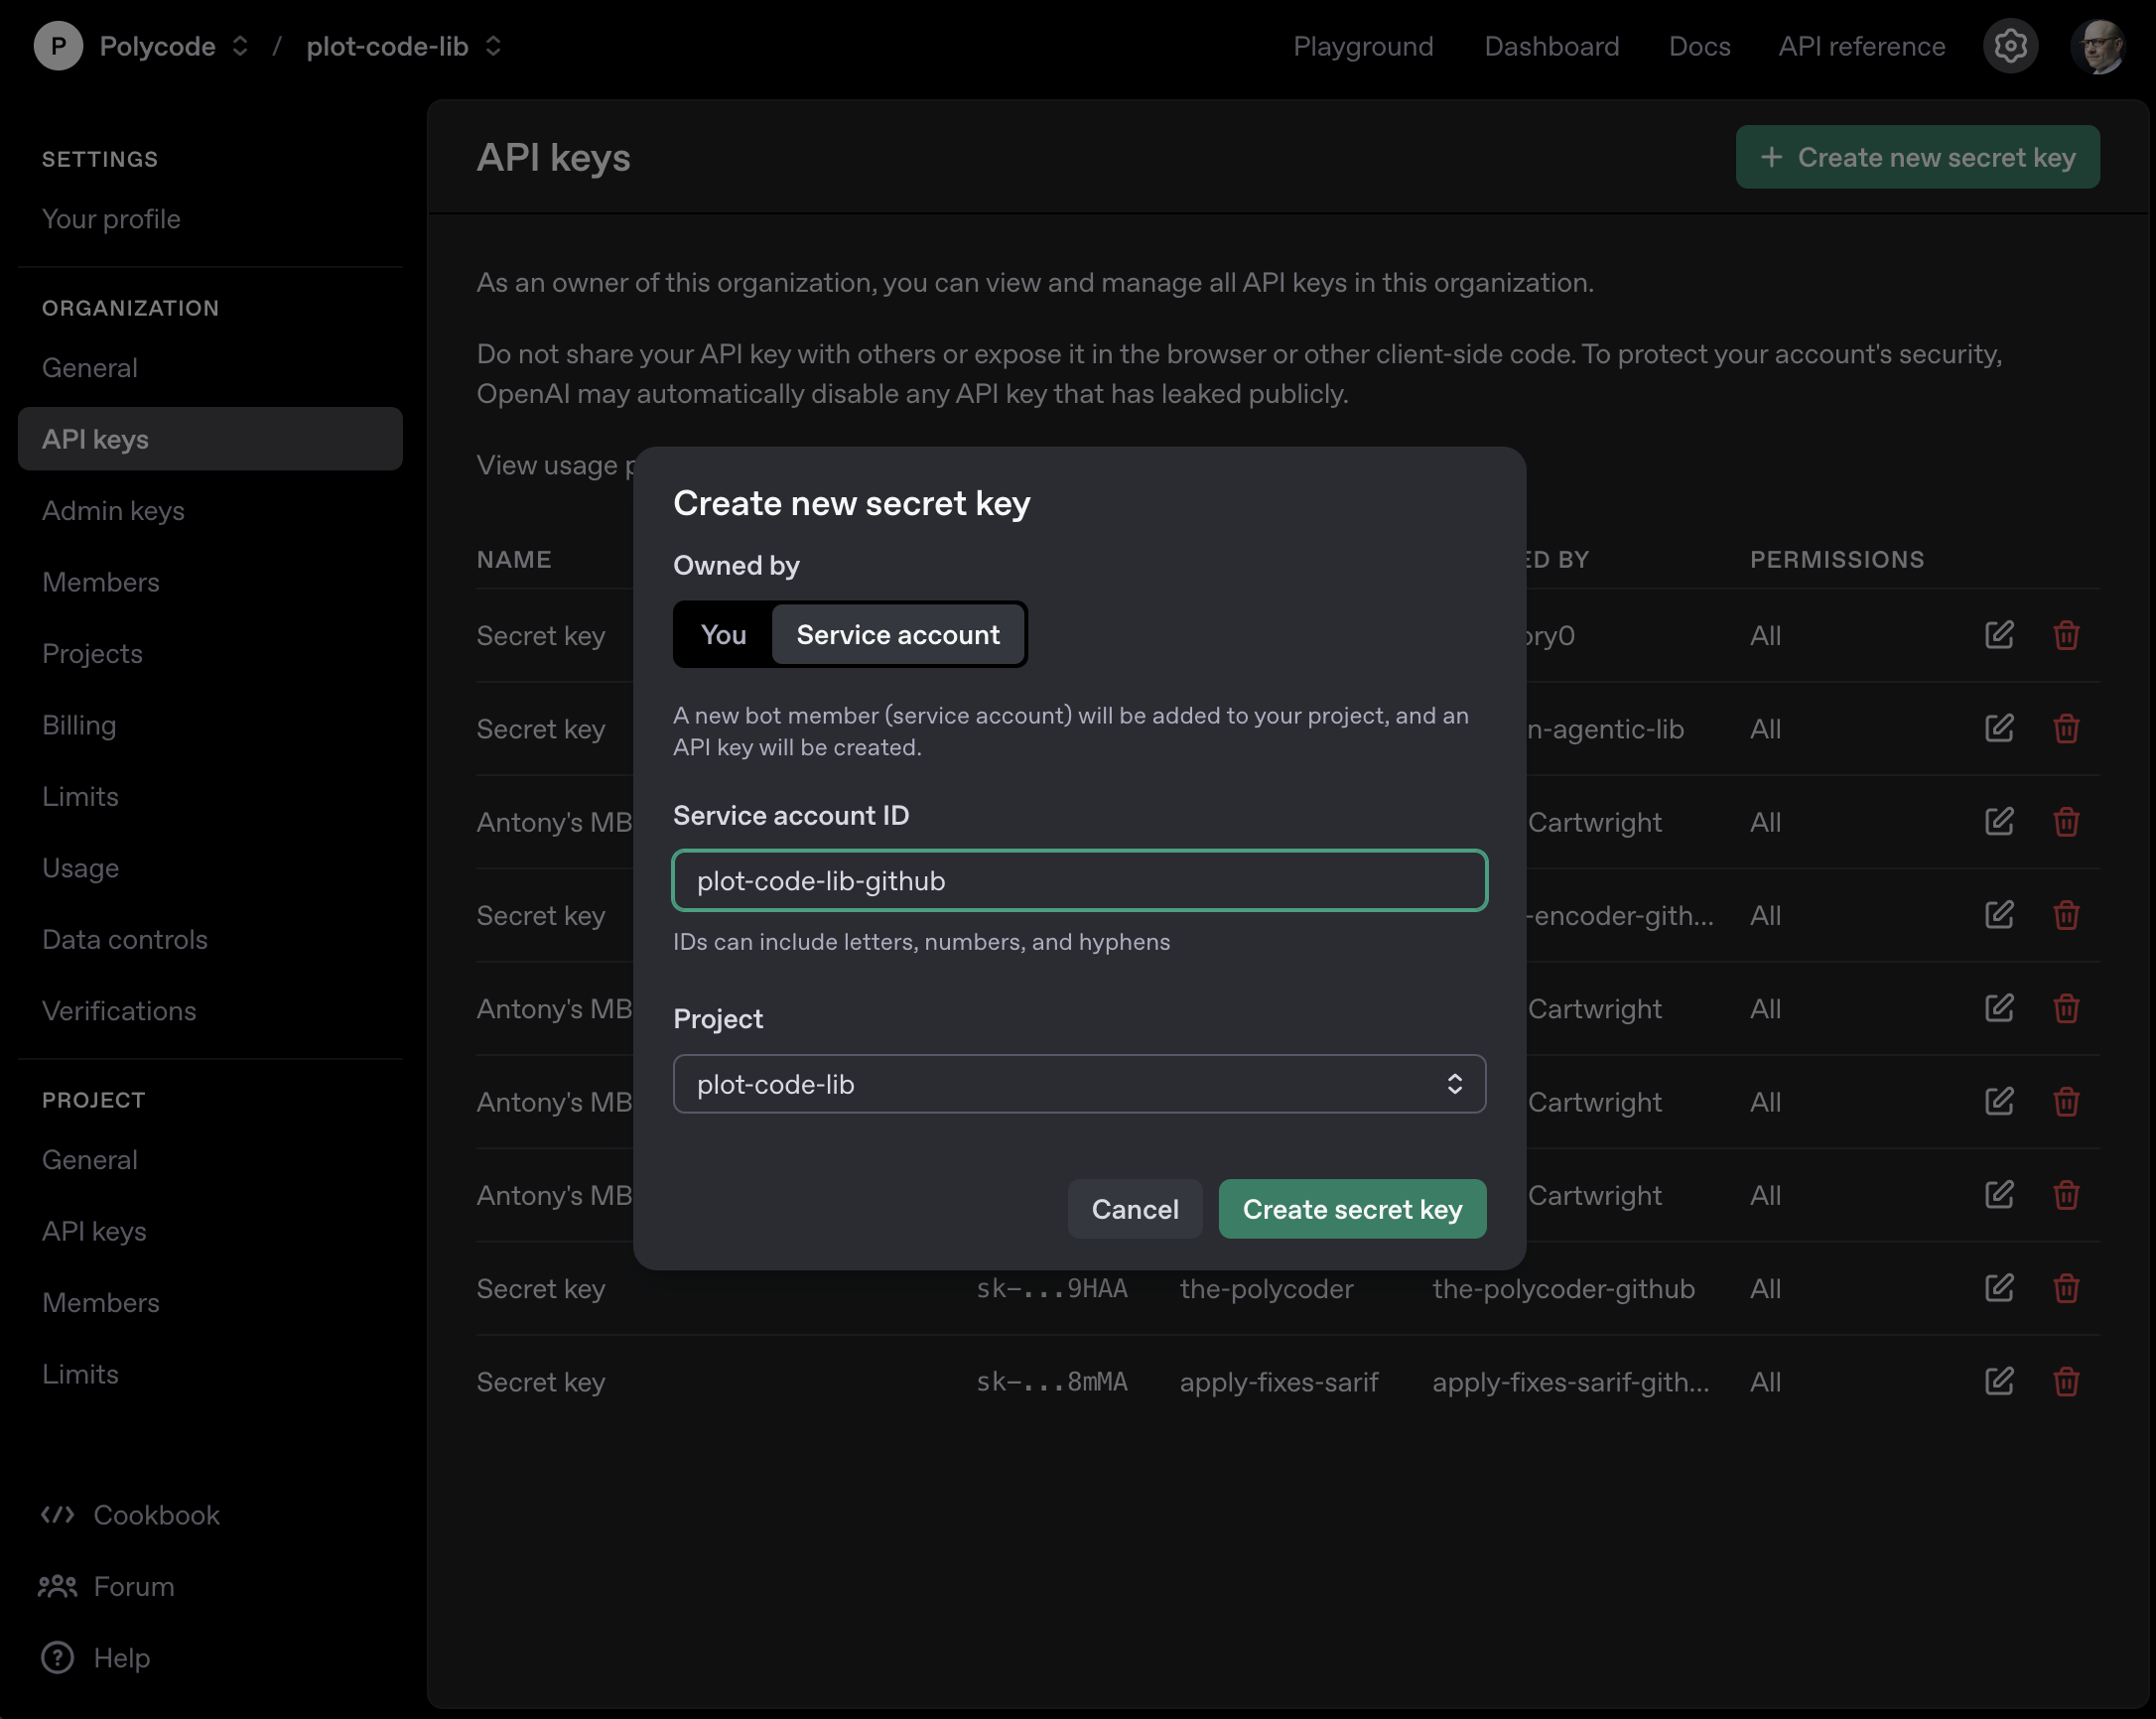 P Polycode / plot-code-lib Playground Dashboard Docs API reference
SETTINGS
Your profile
ORGANIZATION
General
API keys
Admin keys
Members
Projects
Billing
Limits
Usage
Data controls
Verifications
PROJECT
General
API keys
Members
Limits
Cookbook
Forum
Help
API keys
+ Create new secret key
As an owner of this organization, you can view and manage all API keys in this organization.
Do not share your API key with others or expose it in the browser or other client-side code. To protect your account's security,
OpenAI may automatically disable any API key that has leaked publicly.
View usage
NAME PERMISSIONS
Secret key All
Secret key n-agentic-lib All
Antony's MB Cartwright All
Secret key -encoder-gith... All
Antony's MB Cartwright All
Antony's MB Cartwright All
Antony's MB Cartwright All
Secret key sk-...9HAA the-polycoder the-polycoder-github All
Secret key sk-...8mMA apply-fixes-sarif apply-fixes-sarif-gith... All
Create new secret key
Owned by
You Service account
A new bot member (service account) will be added to your project, and an
API key will be created.
Service account ID
plot-code-lib-github
IDs can include letters, numbers, and hyphens
Project
plot-code-lib
Cancel Create secret key